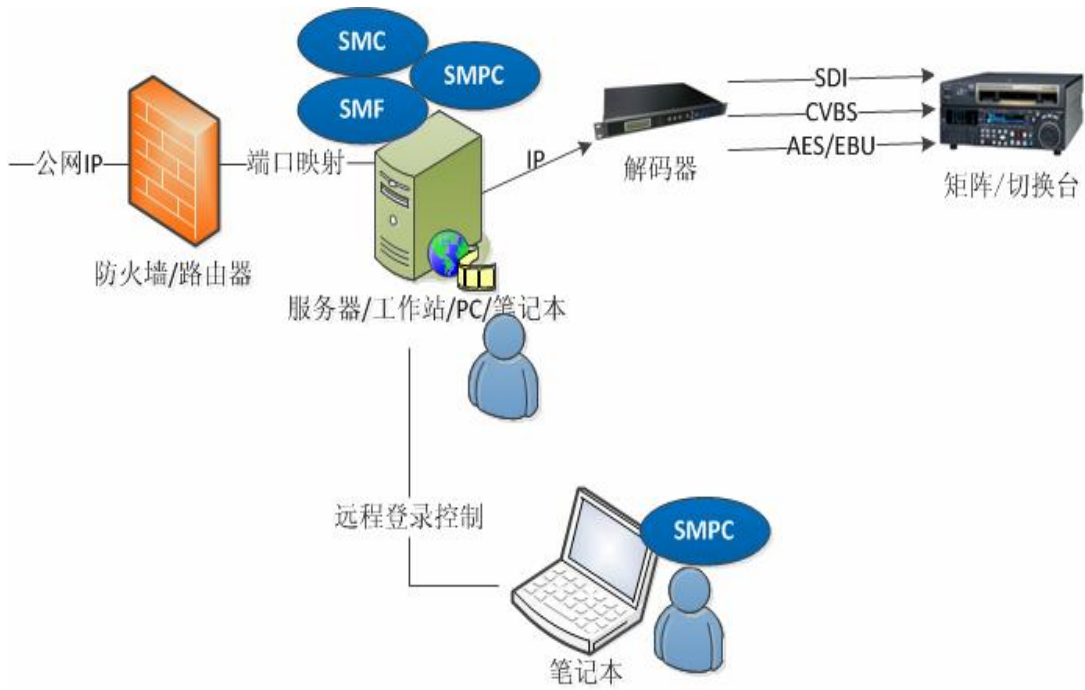 SMC
SMPC
SMF
公网IP
端口映射
IP
SDI
CVBS
AES/EBU
解码器
矩阵/切换台
防火墙/路由器
服务器/工作站/PC/笔记本
远程登录控制
SMPC
笔记本